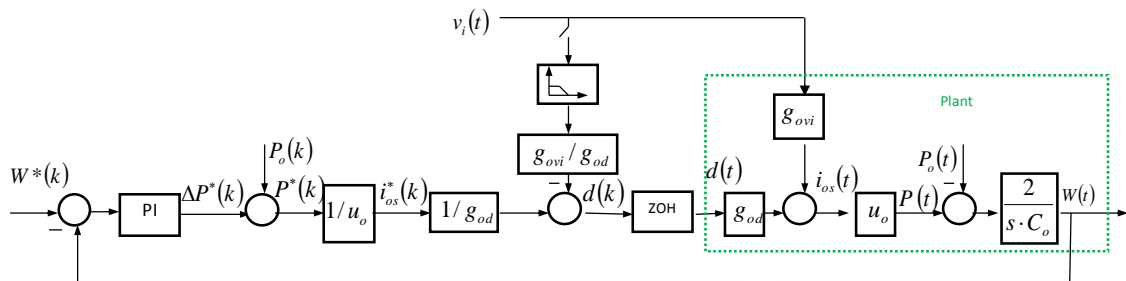 v_i(t)
Plant
g_ovi
W*(k)
PI
ΔP*(k)
P_o(k)
P*(k)
1/u_o
i*_os(k)
1/g_od
g_ovi/g_od
−
d(k)
ZOH
d(t)
g_od
i_os(t)
u_o
P(t)
P_o(t)
−
2
s·C_o
W(t)
−